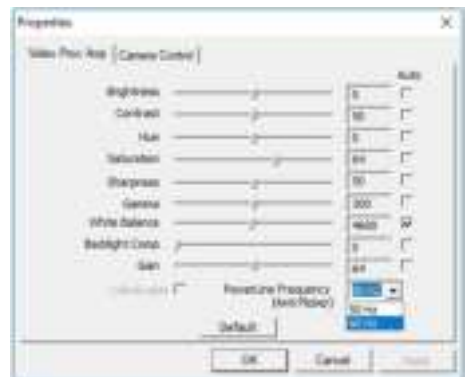 Properties
Video Proc Amp
Camera Control
Auto
Brightness 0
Contrast 50
Hue 0
Saturation 64
Sharpness 50
Gamma 300
White Balance 4600
Backlight Comp 0
Gain 64
PowerLine Frequency
(Anti Flicker)
50 Hz
60 Hz
Default
OK
Cancel
Apply